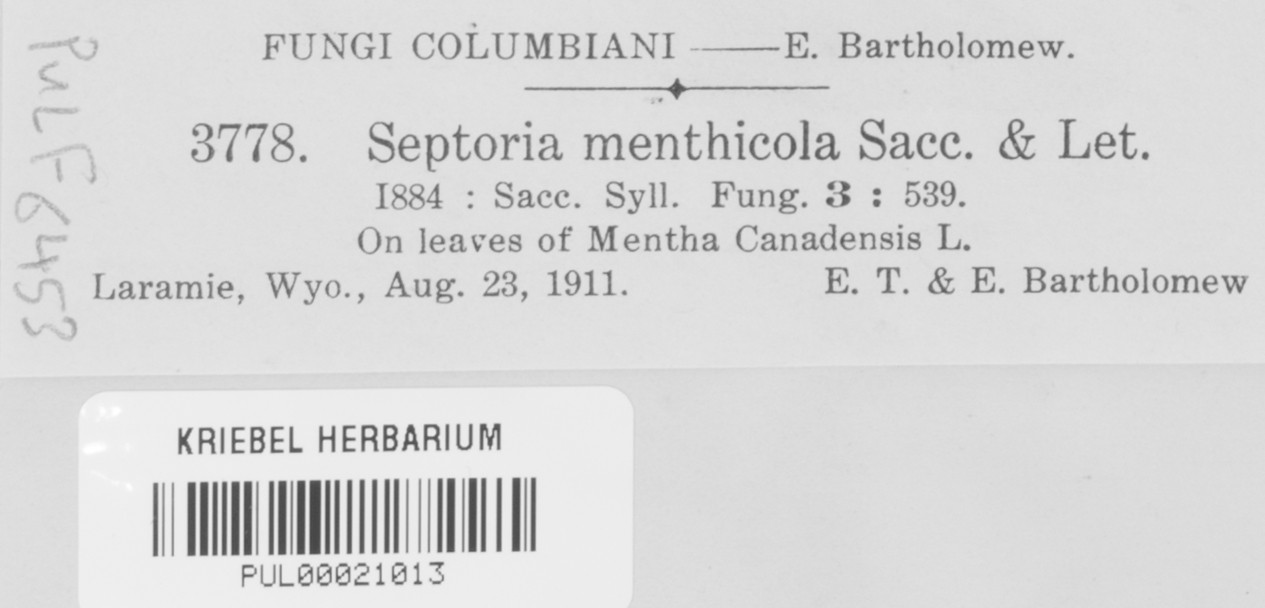 FUNGI COLUMBIANI ——E. Bartholomew.
3778. Septoria menthicola Sacc. & Let.
1884 : Sacc. Syll. Fung. 3 : 539.
On leaves of Mentha Canadensis L.
Laramie, Wyo., Aug. 23, 1911. E. T. & E. Bartholomew
PUL F6453
KRIEBEL HERBARIUM
PUL00021013